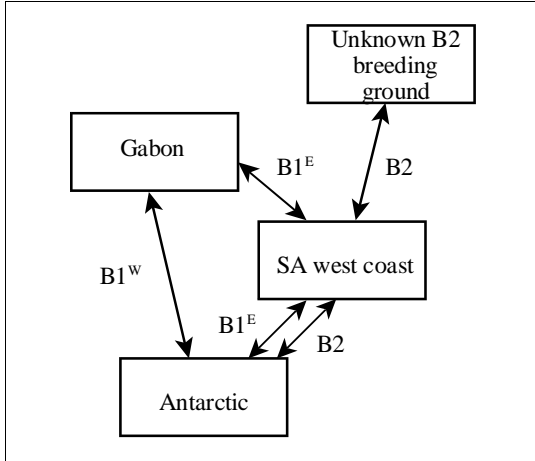 Unknown B2
breeding
ground
Gabon
B1ᴱ
B2
SA west coast
B1ᵂ
B1ᴱ
B2
Antarctic